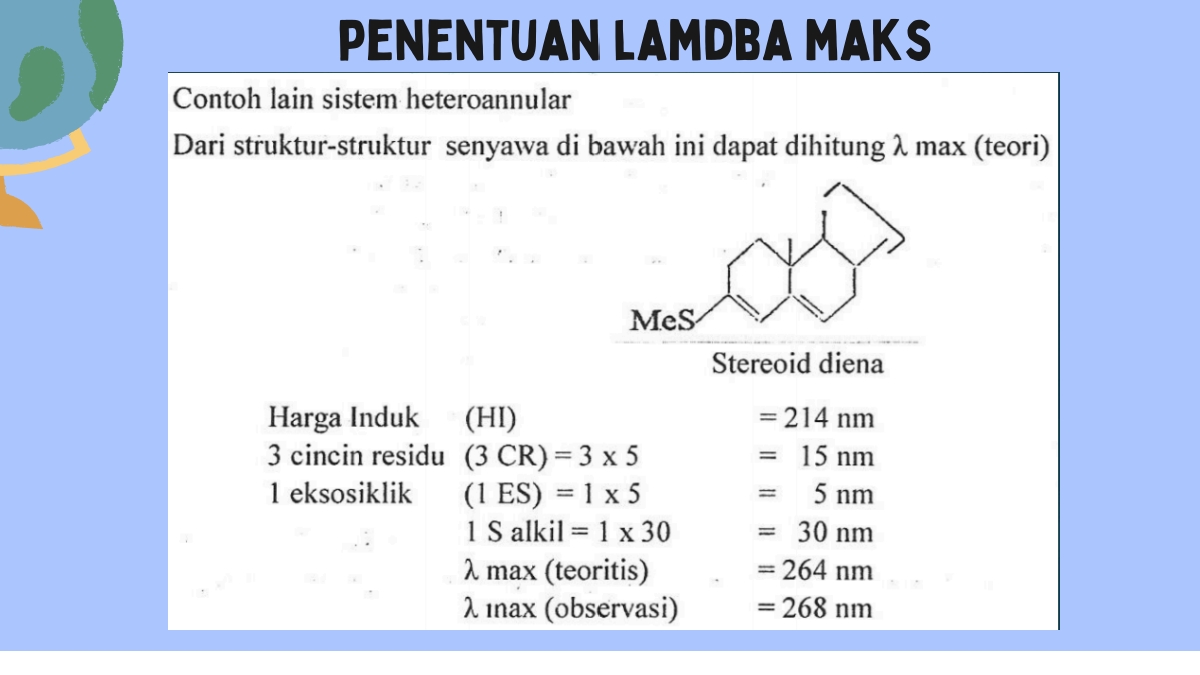 PENENTUAN LAMDBA MAKS
Contoh lain sistem heteroannular
Dari struktur-struktur senyawa di bawah ini dapat dihitung λ max (teori)
MeS
Stereoid diena
Harga Induk (HI) = 214 nm
3 cincin residu (3 CR) = 3 x 5 = 15 nm
1 eksosiklik (1 ES) = 1 x 5 = 5 nm
1 S alkil = 1 x 30 = 30 nm
λ max (teoritis) = 264 nm
λ max (observasi) = 268 nm